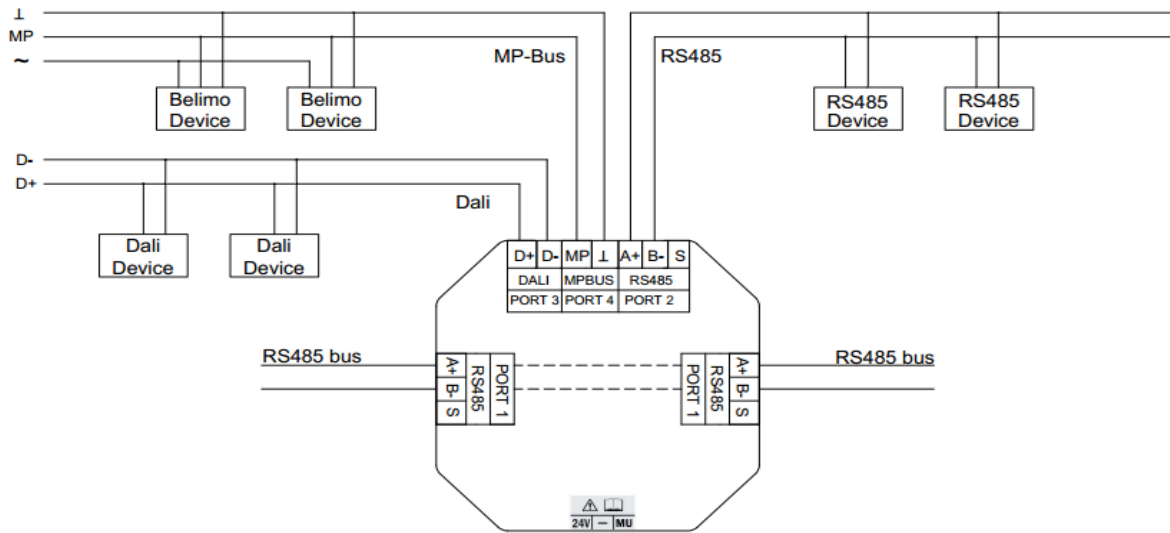 ⊥
MP
~
MP-Bus
RS485
Belimo
Device
Belimo
Device
RS485
Device
RS485
Device
D-
D+
Dali
Dali
Device
Dali
Device
D+ D- MP ⊥ A+ B- S
DALI MPBUS RS485
PORT 3 PORT 4 PORT 2
RS485 bus
A+ B- S
RS485
PORT 1
PORT 1
RS485
A+ B- S
RS485 bus
24V — MU